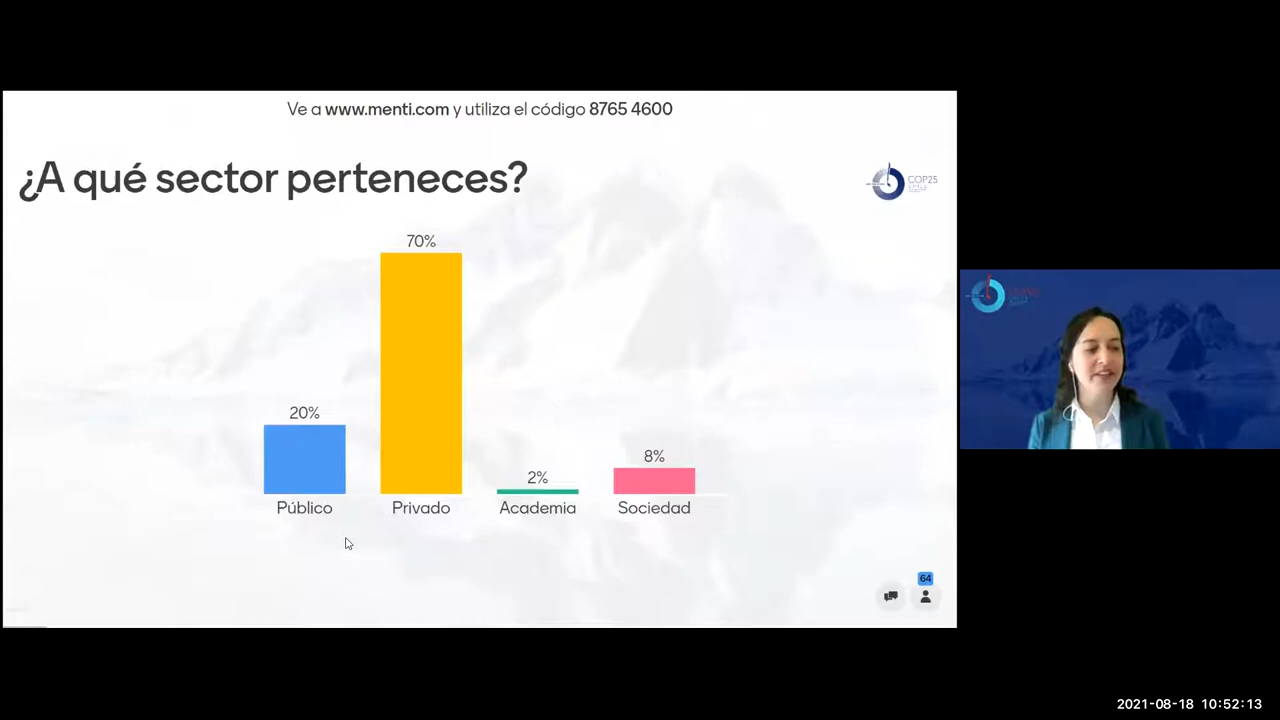 Ve a www.menti.com y utiliza el código 8765 4600
¿A qué sector perteneces?
COP25
CHILE
70%
20%
8%
2%
Público
Privado
Academia
Sociedad
64
2021-08-18 10:52:13